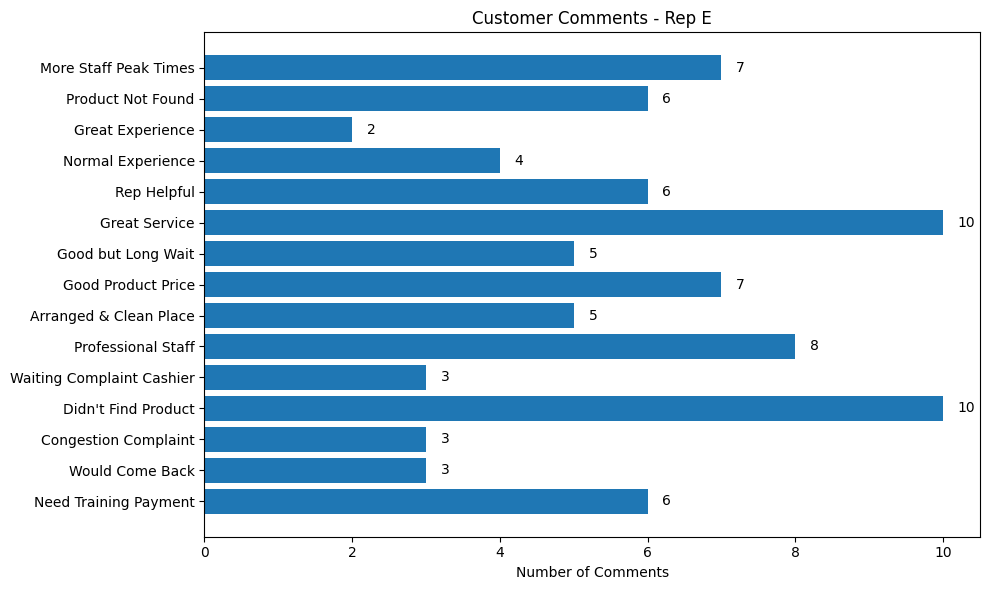 Customer Comments - Rep E
More Staff Peak Times 7
Product Not Found 6
Great Experience 2
Normal Experience 4
Rep Helpful 6
Great Service 10
Good but Long Wait 5
Good Product Price 7
Arranged & Clean Place 5
Professional Staff 8
Waiting Complaint Cashier 3
Didn't Find Product 10
Congestion Complaint 3
Would Come Back 3
Need Training Payment 6
0 2 4 6 8 10
Number of Comments